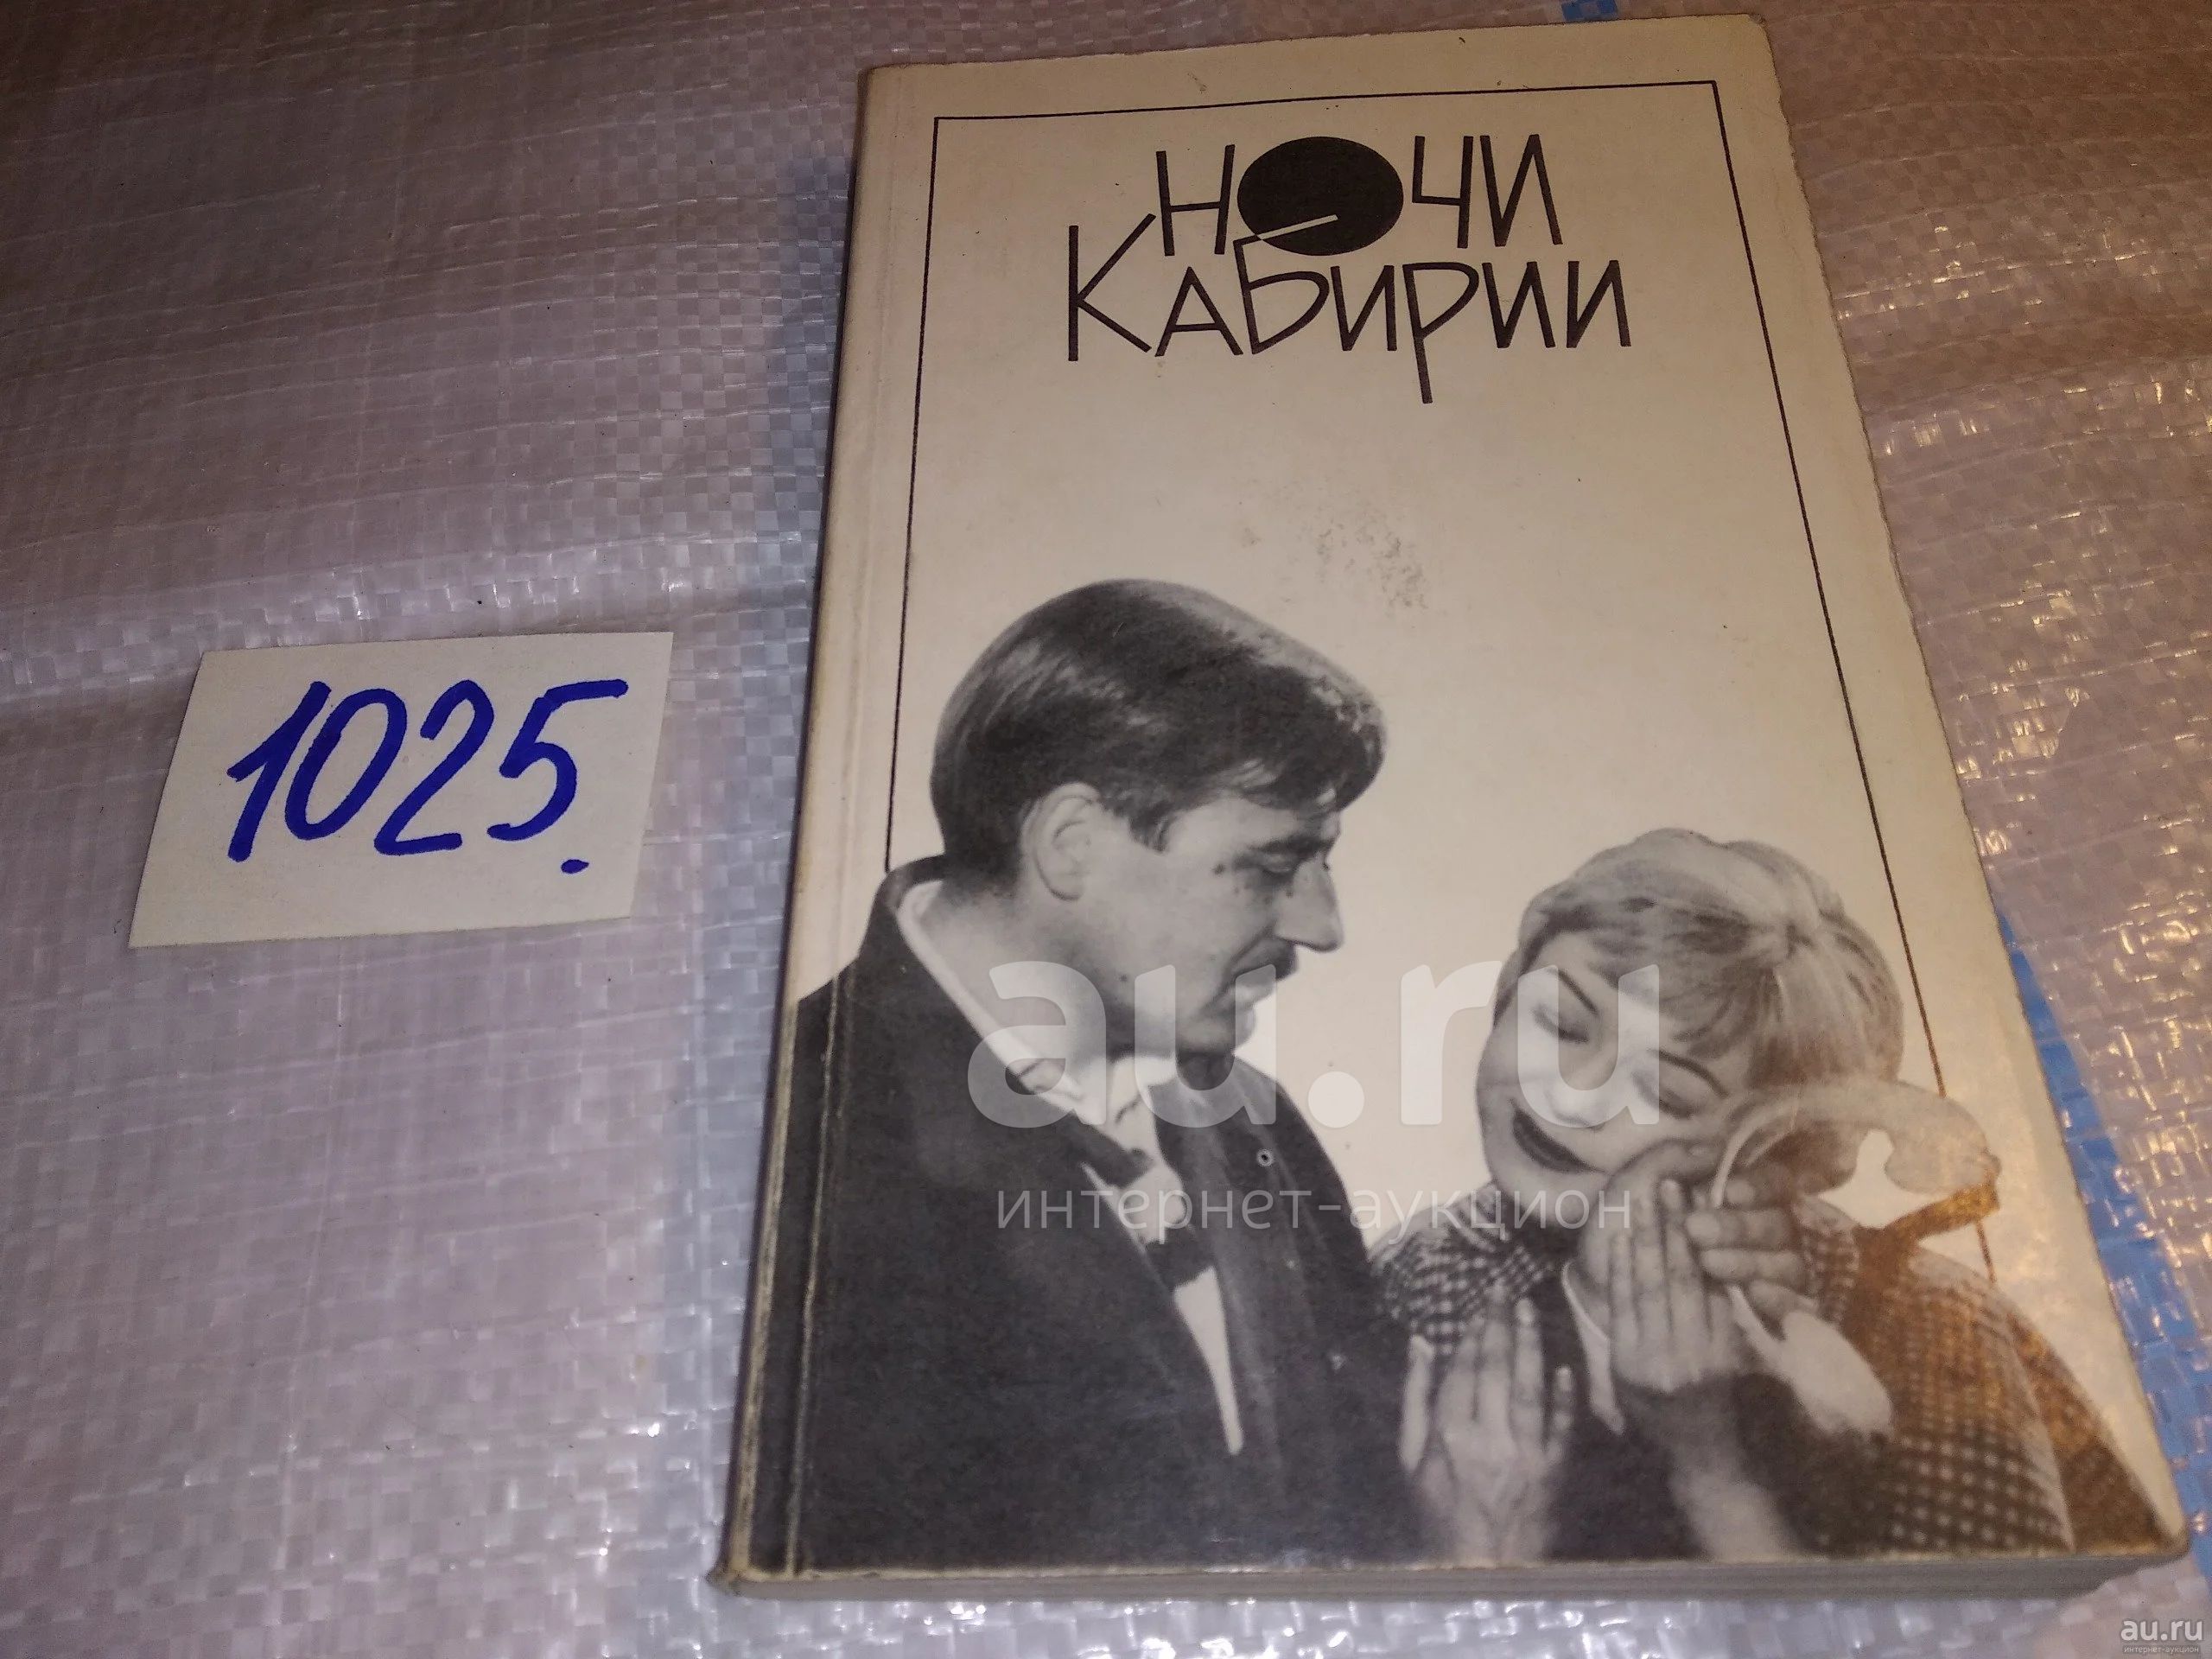 НОЧИ
КАБИРИИ
1025.
au.ru
интернет-аукцион
au.ru
интернет-аукцион